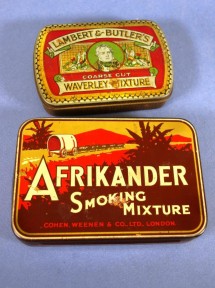 LAMBERT & BUTLER'S
COARSE CUT
WAVERLEY MIXTURE
AFRIKANDER
SMOKING
MIXTURE
COHEN, WEENEN & CO. LTD. LONDON.